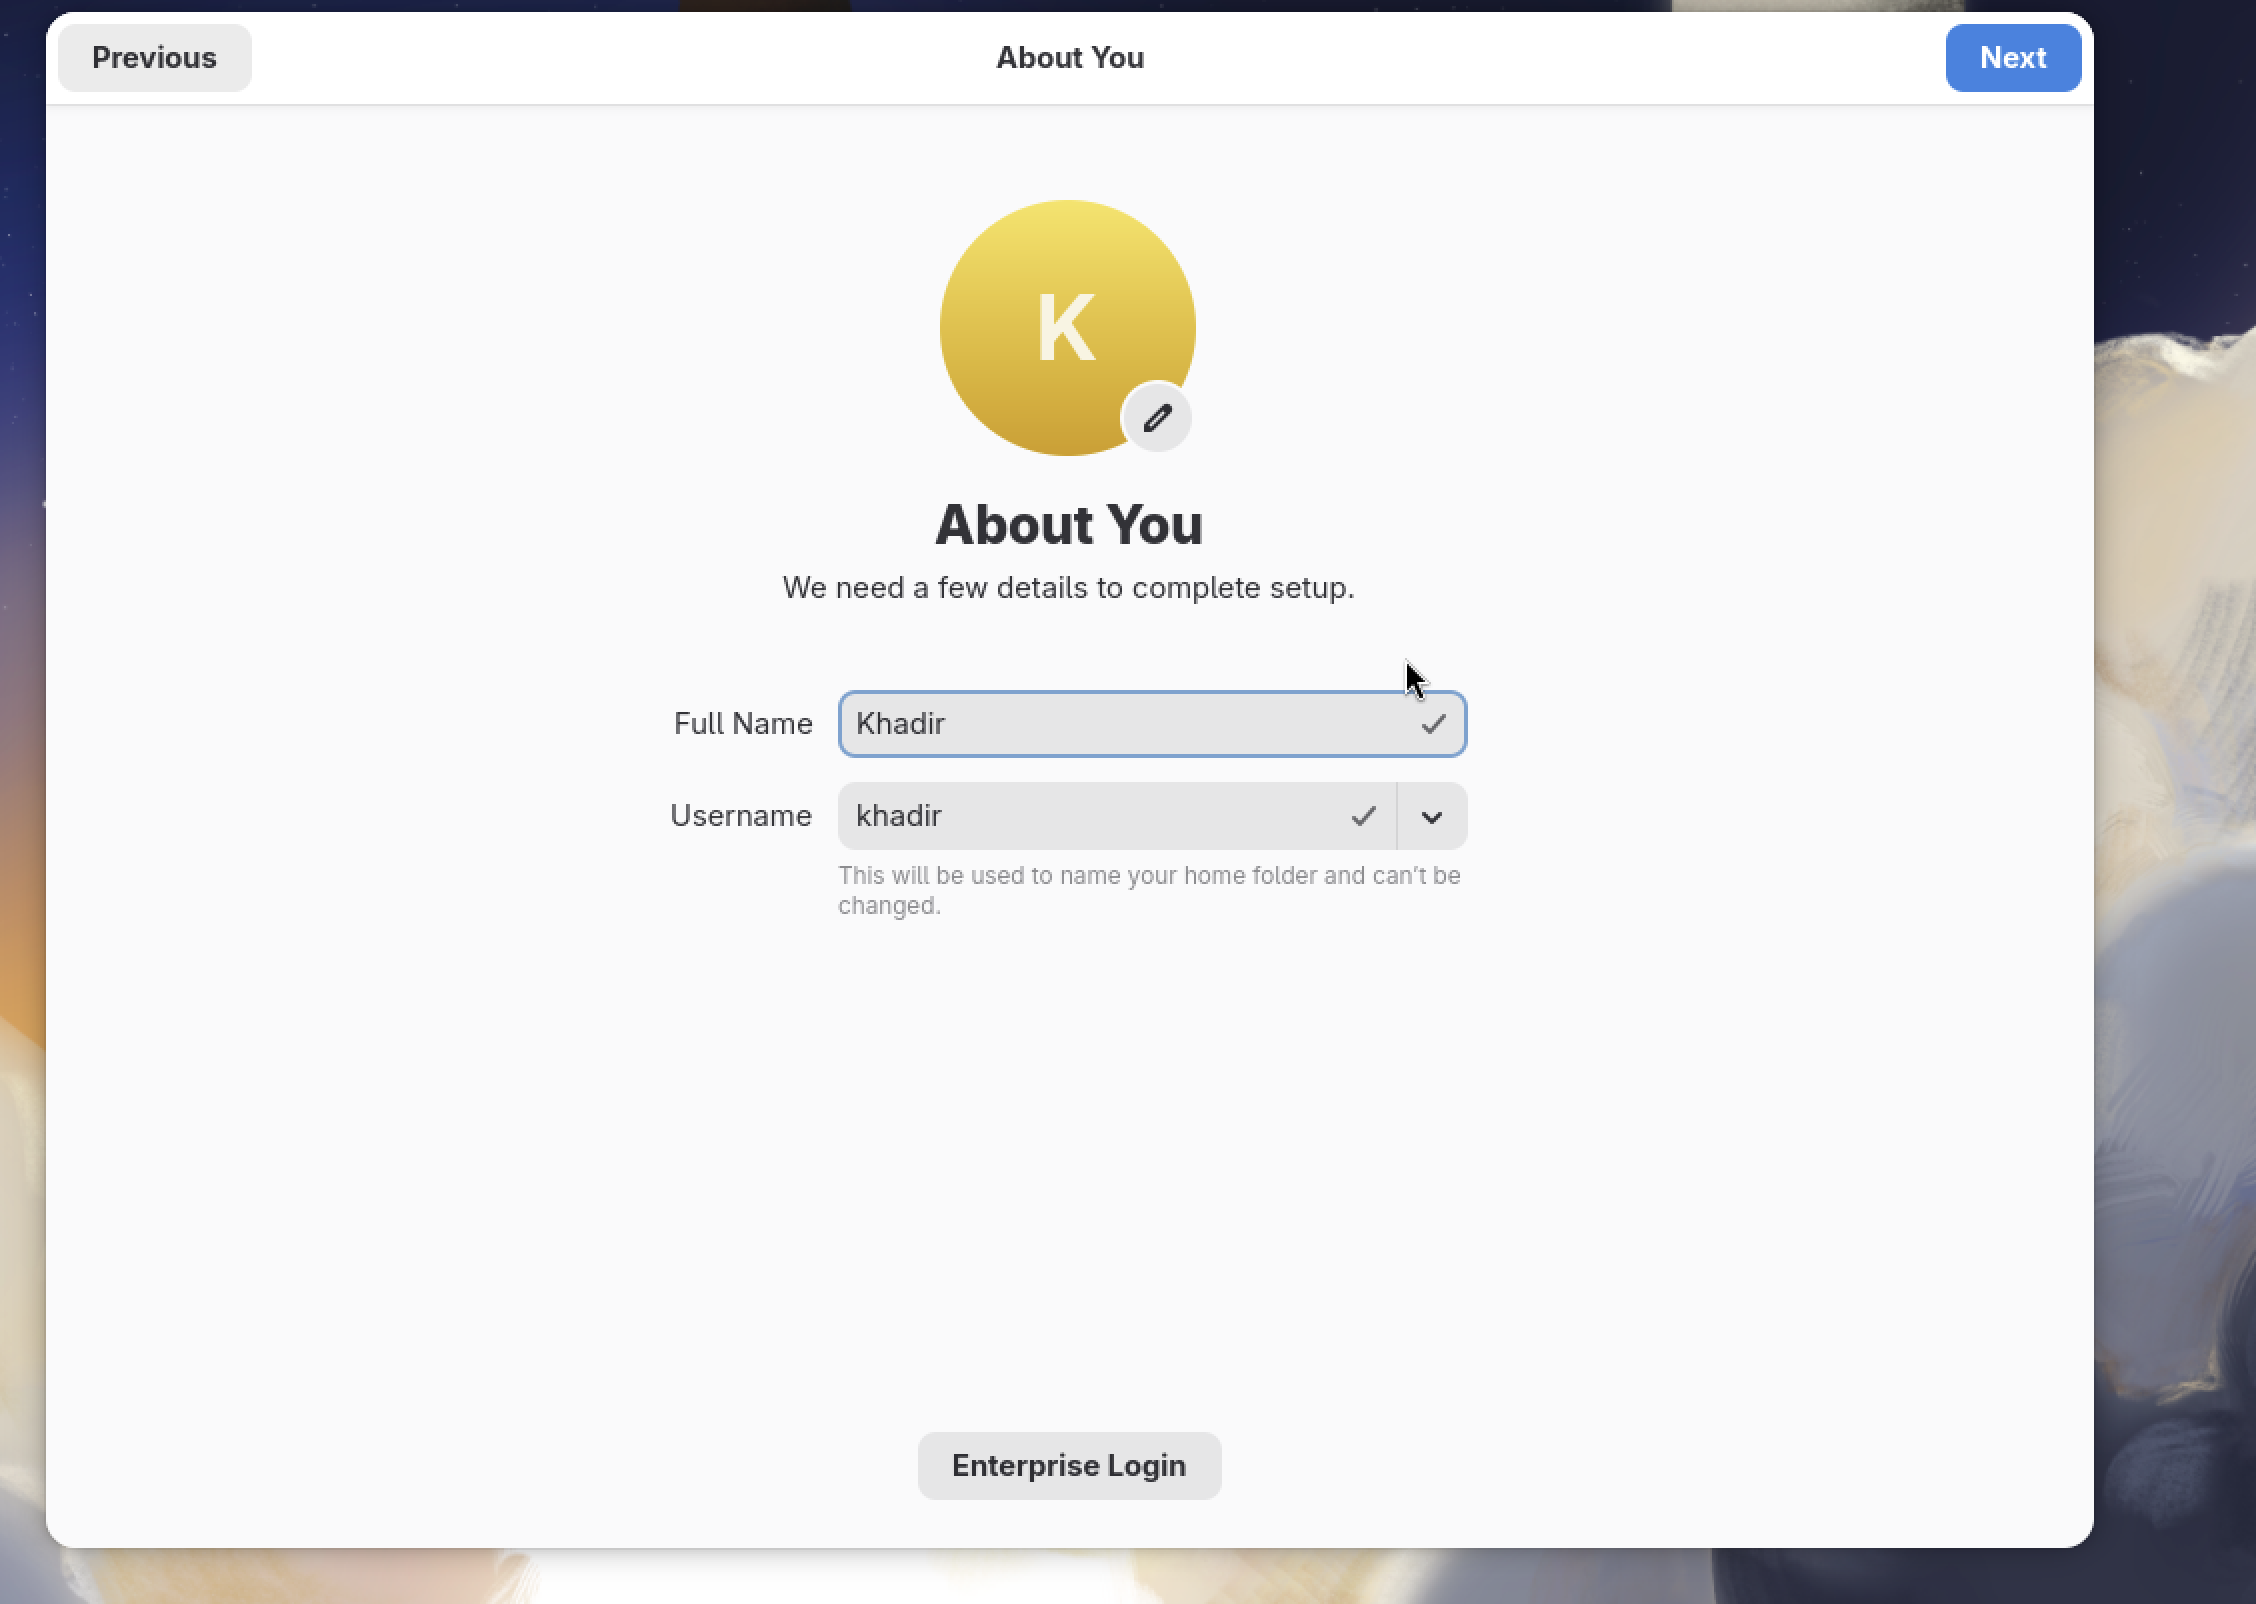 Previous
About You
Next
K
About You
We need a few details to complete setup.
Full Name
Khadir
Username
khadir
This will be used to name your home folder and can't be
changed.
Enterprise Login